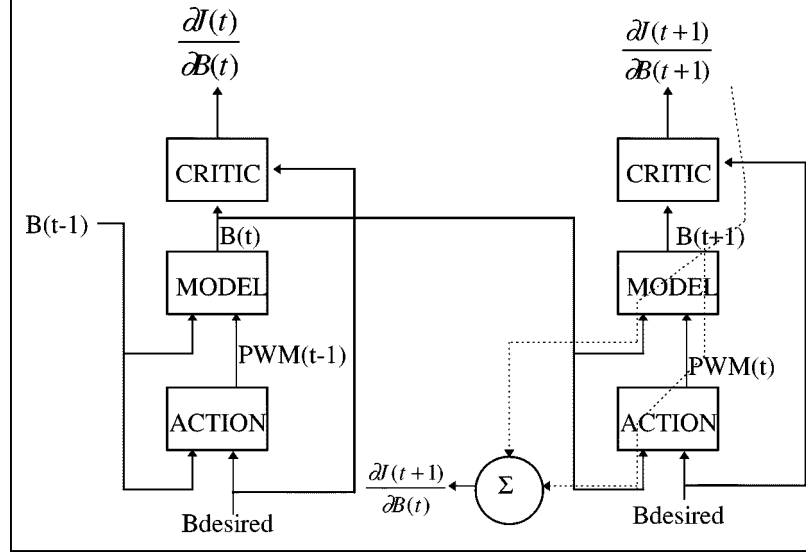 ∂J(t)
∂B(t)
∂J(t+1)
∂B(t+1)
CRITIC
CRITIC
B(t-1)
B(t)
B(t+1)
MODEL
MODEL
PWM(t-1)
PWM(t)
ACTION
ACTION
∂J(t+1)
∂B(t)
Σ
Bdesired
Bdesired